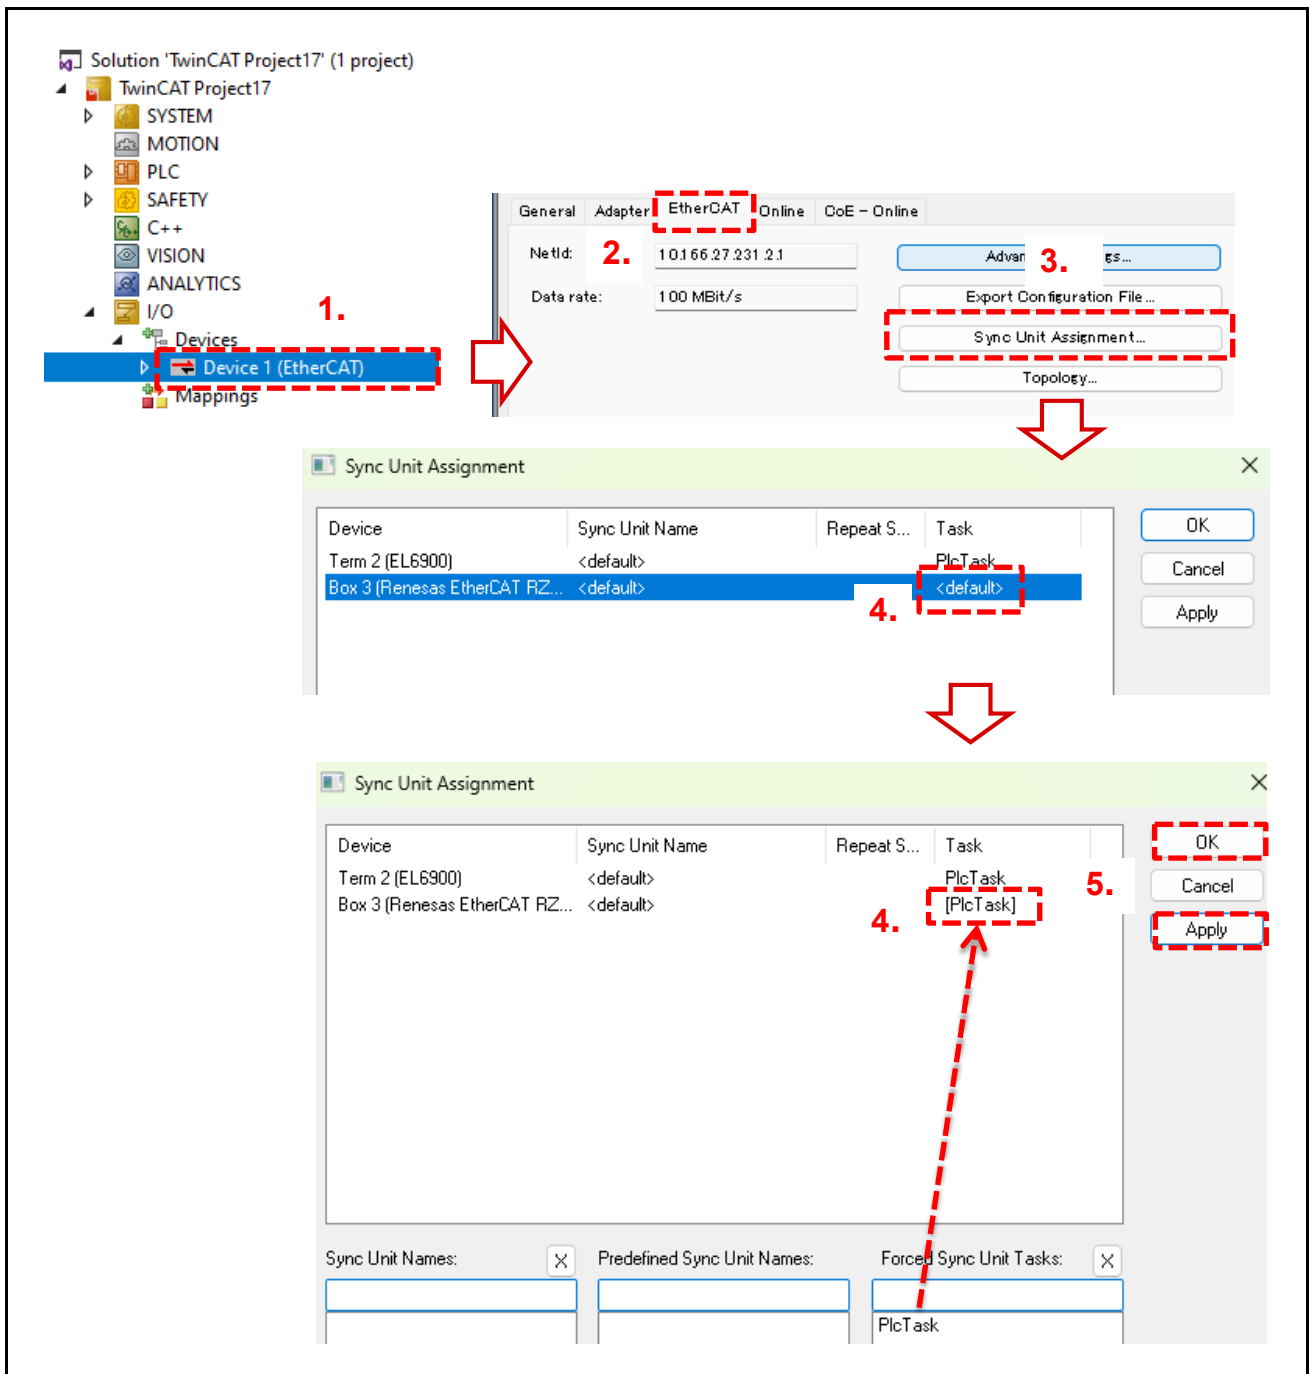 Solution 'TwinCAT Project17' (1 project)
TwinCAT Project17
SYSTEM
MOTION
PLC
SAFETY
C++
VISION
ANALYTICS
I/O
Devices
Device 1 (EtherCAT)
Mappings
1.
General Adapter EtherCAT Online CoE - Online
NetId: 2. 10.166.27.231.2.1
Data rate: 100 MBit/s
3.
Export Configuration File...
Sync Unit Assignment...
Topology...
Sync Unit Assignment
Device Sync Unit Name Repeat S... Task
Term 2 (EL6900) <default> PlcTask
Box 3 (Renesas EtherCAT RZ... <default> <default>
4.
OK
Cancel
Apply
Sync Unit Assignment
Device Sync Unit Name Repeat S... Task
Term 2 (EL6900) <default> PlcTask
Box 3 (Renesas EtherCAT RZ... <default> [PlcTask]
4.
5.
OK
Cancel
Apply
Sync Unit Names: Predefined Sync Unit Names: Forced Sync Unit Tasks:
PlcTask